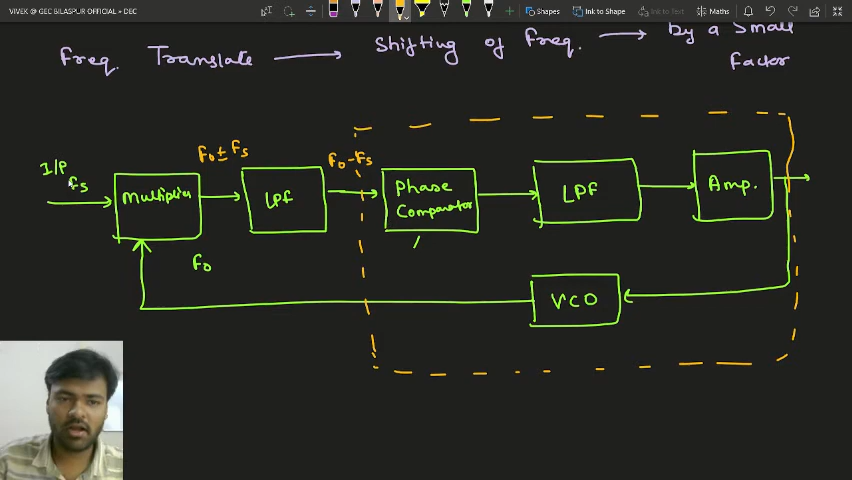 VIVEK @ GEC BILASPUR OFFICIAL » DEC
Shapes
Ink to Shape
Ink to Text
Maths
Freq. Translate → Shifting of freq. → by a Small
factor
I/P
fs
Multiplier
Fo ± Fs
LPF
Fo - Fs
Phase
Comparator
LPF
Amp.
Fo
VCO